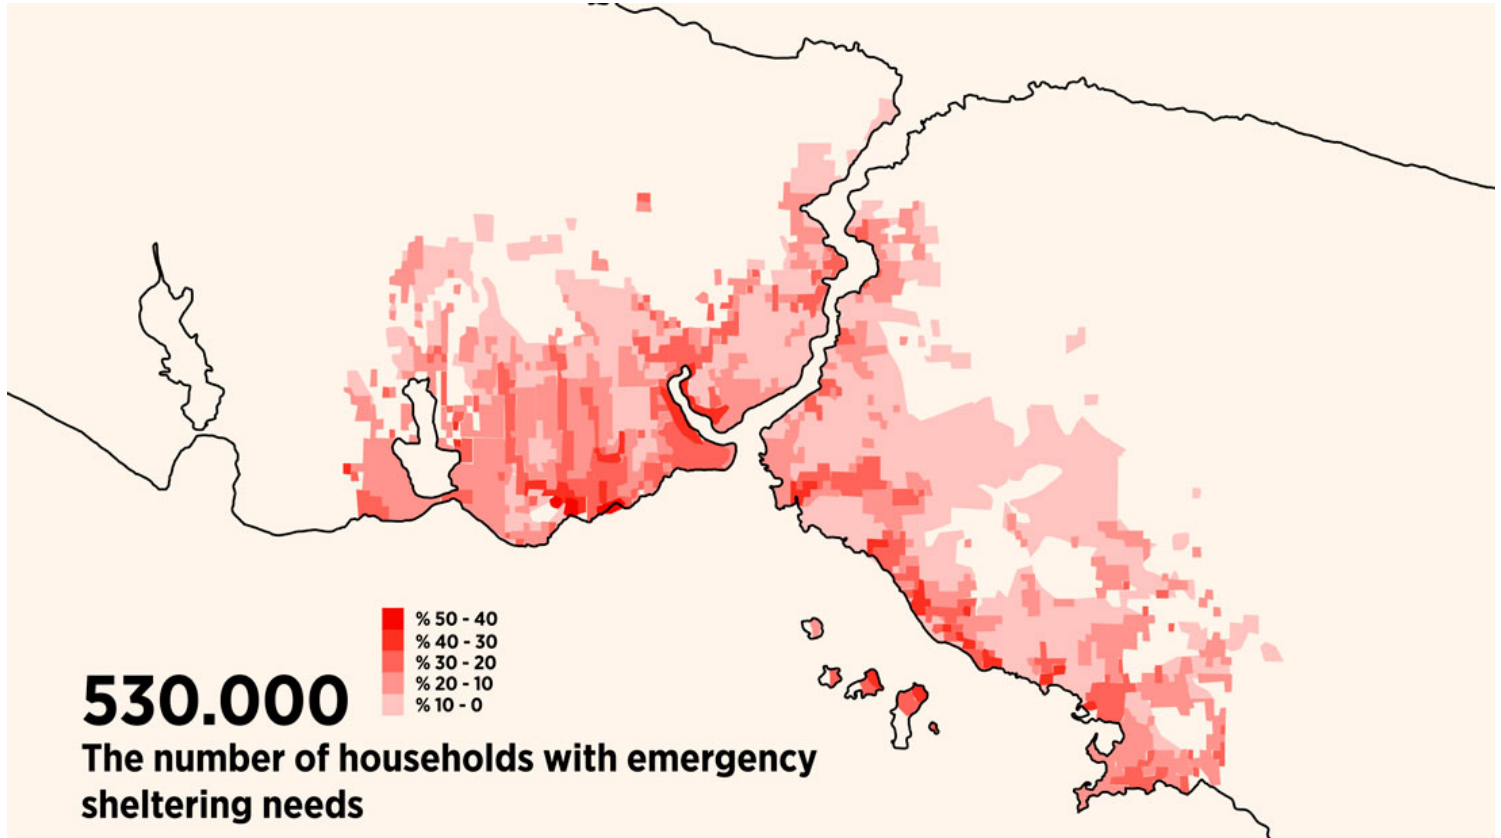 % 50 - 40
% 40 - 30
% 30 - 20
% 20 - 10
% 10 - 0
530.000
The number of households with emergency
sheltering needs